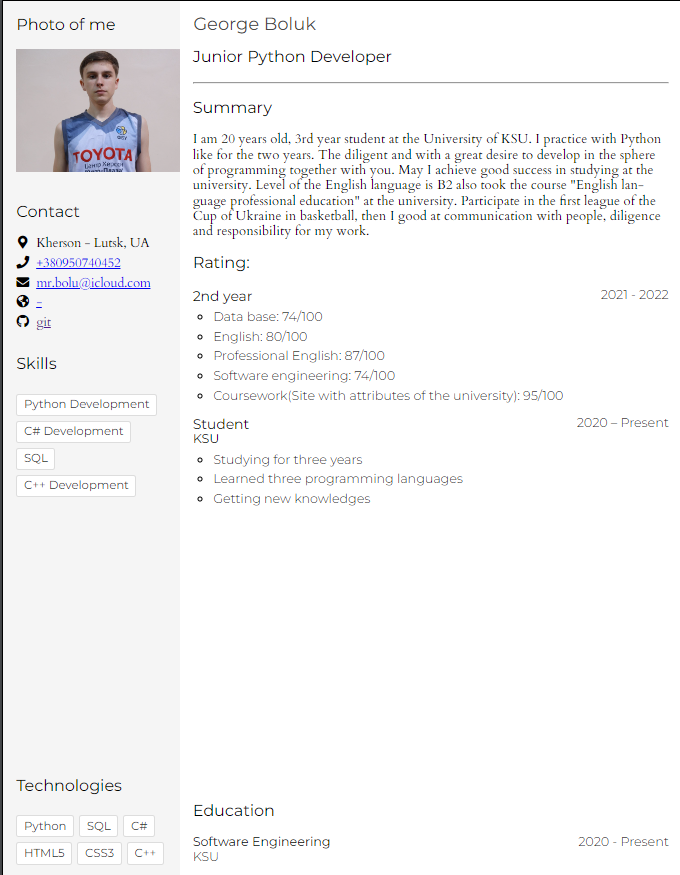 Photo of me
TOYOTA
Contact
Kherson - Lutsk, UA
+380950740452
mr.bolu@icloud.com
-
git
Skills
Python Development
C# Development
SQL
C++ Development
Technologies
Python SQL C#
HTML5 CSS3 C++
George Boluk
Junior Python Developer
Summary
I am 20 years old, 3rd year student at the University of KSU. I practice with Python
like for the two years. The diligent and with a great desire to develop in the sphere
of programming together with you. May I achieve good success in studying at the
university. Level of the English language is B2 also took the course "English lan-
guage professional education" at the university. Participate in the first league of the
Cup of Ukraine in basketball, then I good at communication with people, diligence
and responsibility for my work.
Rating:
2nd year 2021 - 2022
Data base: 74/100
English: 80/100
Professional English: 87/100
Software engineering: 74/100
Coursework(Site with attributes of the university): 95/100
Student 2020 – Present
KSU
Studying for three years
Learned three programming languages
Getting new knowledges
Education
Software Engineering 2020 - Present
KSU